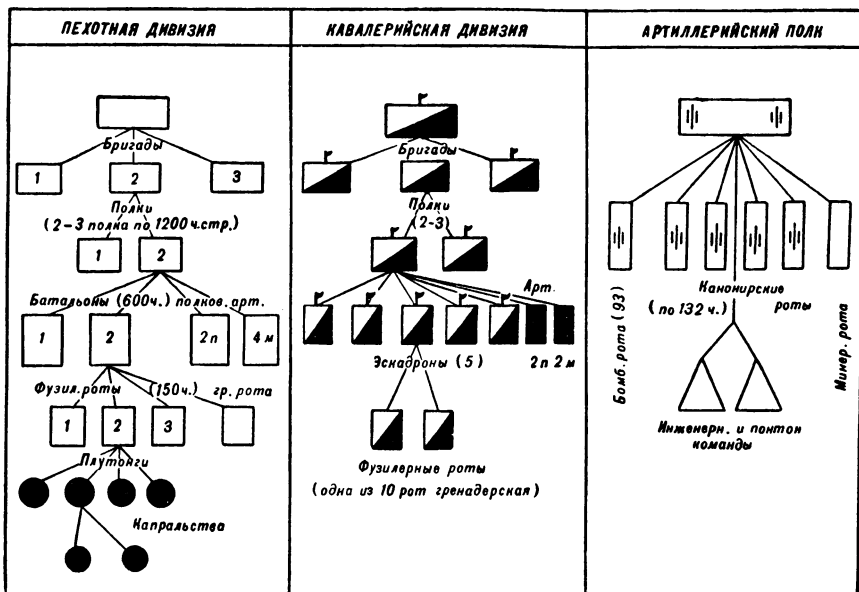 ПЕХОТНАЯ ДИВИЗИЯ
Бригады
1 2 3
Полки
(2-3 полка по 1200 ч.стр.)
1 2
Батальоны (600ч.) полков. арт.
1 2 2п 4м
Фузил. роты (150ч.) гр. рота
1 2 3
Плутонги
Капральства
КАВАЛЕРИЙСКАЯ ДИВИЗИЯ
Бригады
Полки
(2-3)
Арт.
Эскадроны (5) 2п 2м
Фузилерные роты
(одна из 10 рот гренадерская)
АРТИЛЛЕРИЙСКИЙ ПОЛК
Бомб. рота (93)
Канонирские роты
(по 132 ч.)
Минер. рота
Инженерн. и понтон
команды